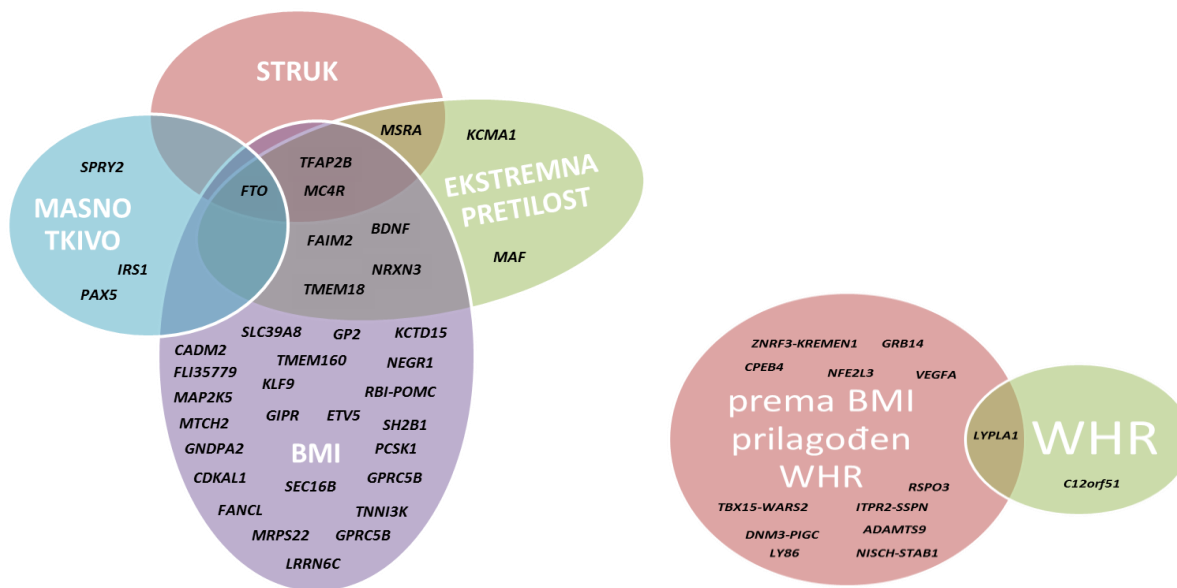 STRUK
MSRA
KCMA1
TFAP2B
SPRY2
FTO
MC4R
EKSTREMNA
PRETILOST
MASNO
TKIVO
FAIM2
BDNF
MAF
IRS1
NRXN3
PAX5
TMEM18
SLC39A8
GP2
KCTD15
CADM2
TMEM160
NEGR1
FLI35779
KLF9
RBI-POMC
MAP2K5
MTCH2
GIPR
ETV5
SH2B1
GNDPA2
BMI
PCSK1
CDKAL1
SEC16B
GPRC5B
FANCL
TNNI3K
MRPS22
GPRC5B
LRRN6C
ZNRF3-KREMEN1
GRB14
CPEB4
NFE2L3
VEGFA
prema BMI
prilagođen
WHR
LYPLA1
WHR
C12orf51
RSPO3
TBX15-WARS2
ITPR2-SSPN
DNM3-PIGC
ADAMTS9
LY86
NISCH-STAB1